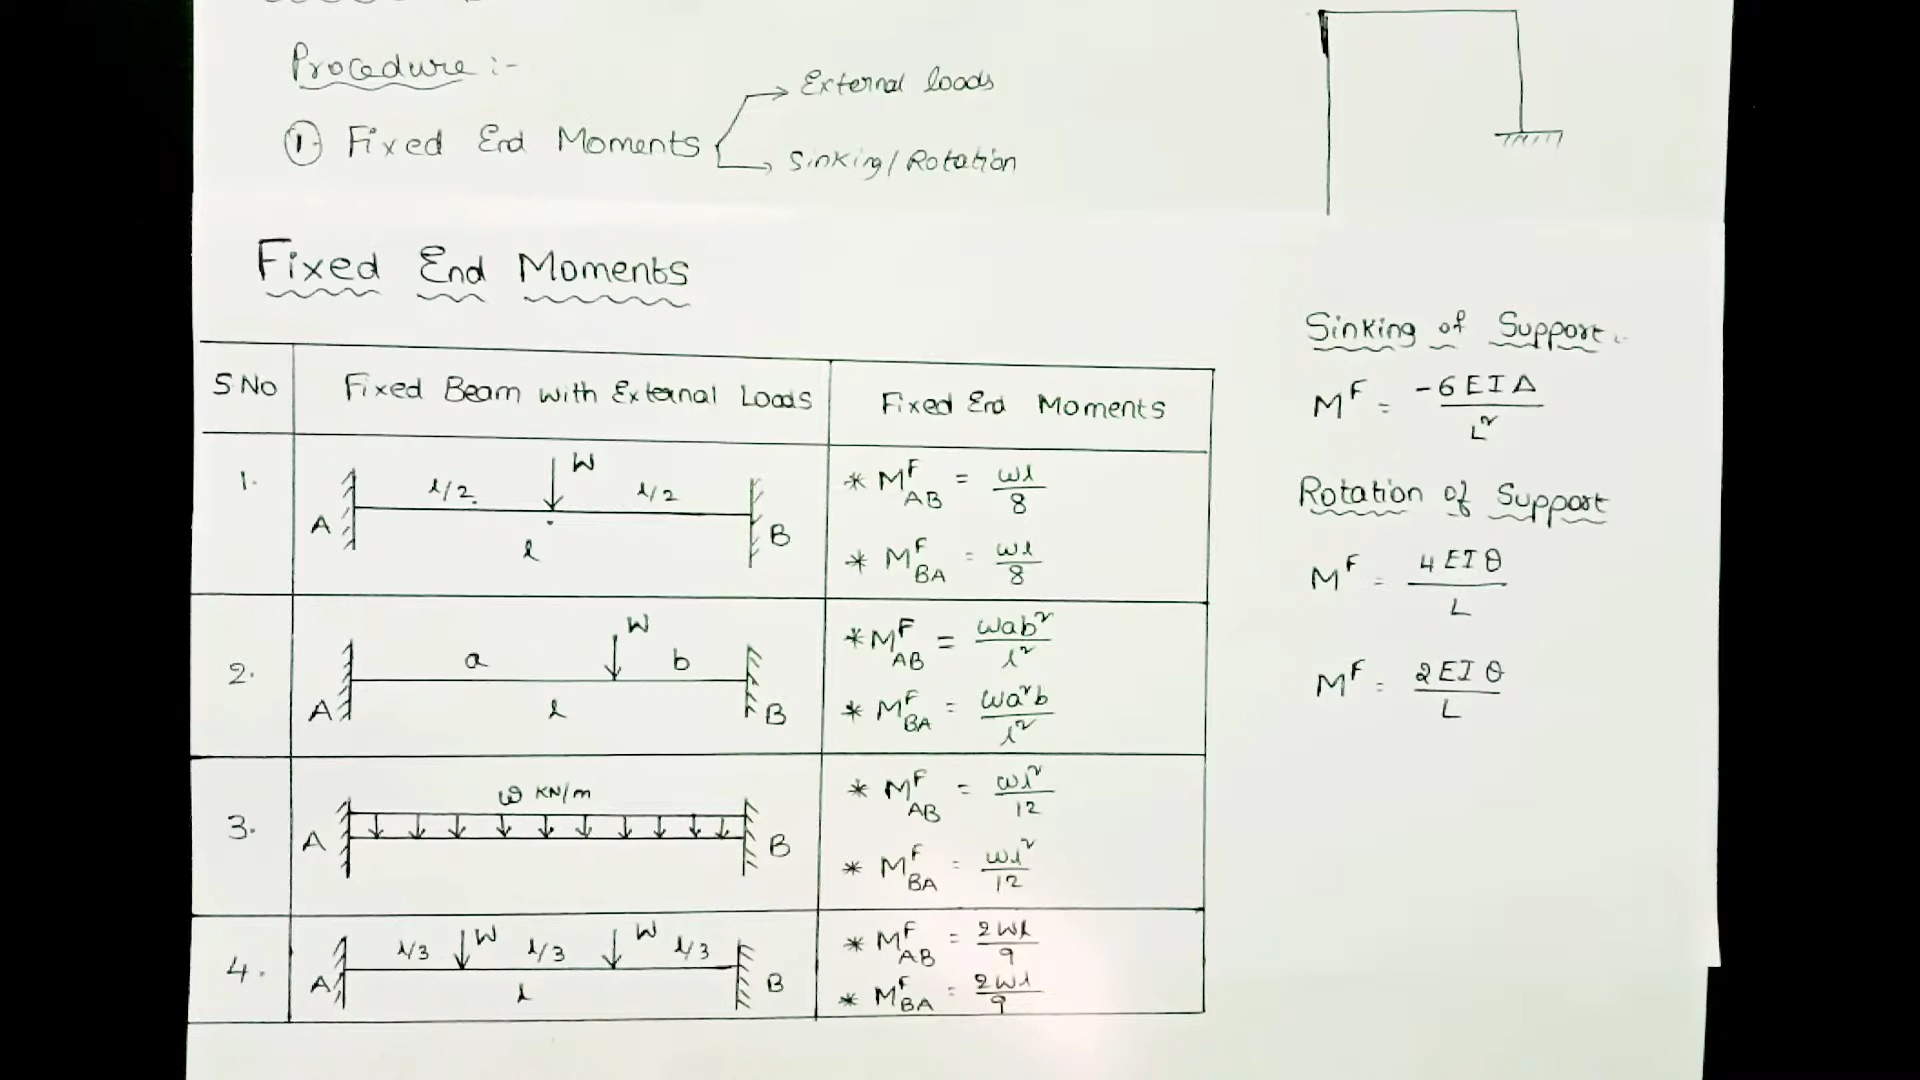 Procedure :-
External loads
① Fixed End Moments
Sinking / Rotation
Fixed End Moments
S No
Fixed Beam with External Loads
Fixed End Moments
1.
W
l/2
l/2
A
B
l
* M^F_AB = wl/8
* M^F_BA = wl/8
2.
W
a
b
A
B
l
* M^F_AB = wab²/l²
* M^F_BA = wa²b/l²
3.
ω KN/m
A
B
* M^F_AB = wl²/12
* M^F_BA = wl²/12
4.
l/3 W l/3 W l/3
A
B
l
* M^F_AB = 2Wl/9
* M^F_BA = 2Wl/9
Sinking of Support :-
M^F = -6EIΔ/L²
Rotation of Support
M^F = 4EIθ/L
M^F = 2EIθ/L